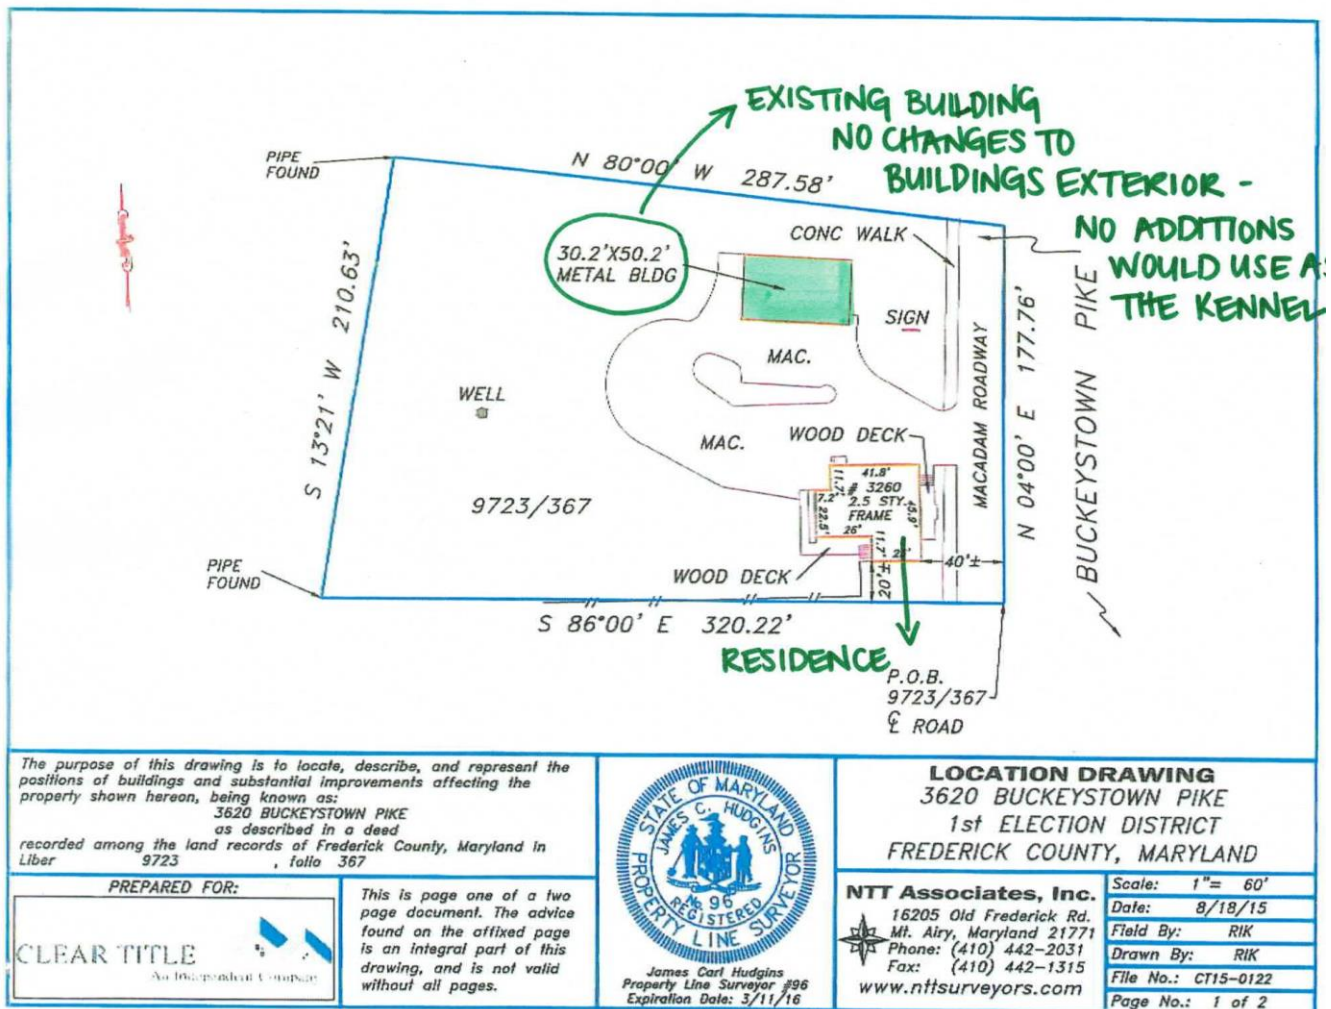 EXISTING BUILDING
NO CHANGES TO
BUILDINGS EXTERIOR -
NO ADDITIONS
WOULD USE AS
THE KENNEL
PIPE
FOUND
N 80°00' W 287.58'
30.2'X50.2'
METAL BLDG
CONC WALK
SIGN
MAC.
S 13°21' W 210.63'
WELL
MAC.
WOOD DECK
MACADAM ROADWAY
N 04°00' E 177.76'
BUCKEYSTOWN PIKE
9723/367
41.8'
11.7'
# 3260
7.2'
2.5 STY.
FRAME
22.5'
45.9'
26'
11.7'
40'±
20'±
PIPE
FOUND
WOOD DECK
S 86°00' E 320.22'
RESIDENCE
P.O.B.
9723/367
℄ ROAD
The purpose of this drawing is to locate, describe, and represent the
positions of buildings and substantial improvements affecting the
property shown hereon, being known as:
3620 BUCKEYSTOWN PIKE
as described in a deed
recorded among the land records of Frederick County, Maryland in
Liber 9723 , folio 367
PREPARED FOR:
CLEAR TITLE
An Independent Company
This is page one of a two
page document. The advice
found on the affixed page
is an integral part of this
drawing, and is not valid
without all pages.
STATE OF MARYLAND
JAMES C. HUDGINS
No. 96
REGISTERED
PROPERTY LINE SURVEYOR
James Carl Hudgins
Property Line Surveyor #96
Expiration Date: 3/11/16
LOCATION DRAWING
3620 BUCKEYSTOWN PIKE
1st ELECTION DISTRICT
FREDERICK COUNTY, MARYLAND
NTT Associates, Inc.
16205 Old Frederick Rd.
Mt. Airy, Maryland 21771
Phone: (410) 442-2031
Fax: (410) 442-1315
www.nttsurveyors.com
Scale: 1"= 60'
Date: 8/18/15
Field By: RIK
Drawn By: RIK
File No.: CT15-0122
Page No.: 1 of 2